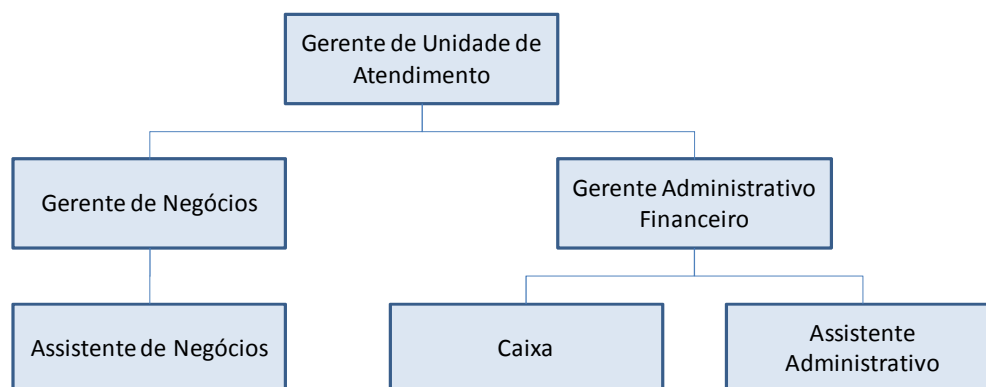 Gerente de Unidade de
Atendimento
Gerente de Negócios
Gerente Administrativo
Financeiro
Assistente de Negócios
Caixa
Assistente
Administrativo